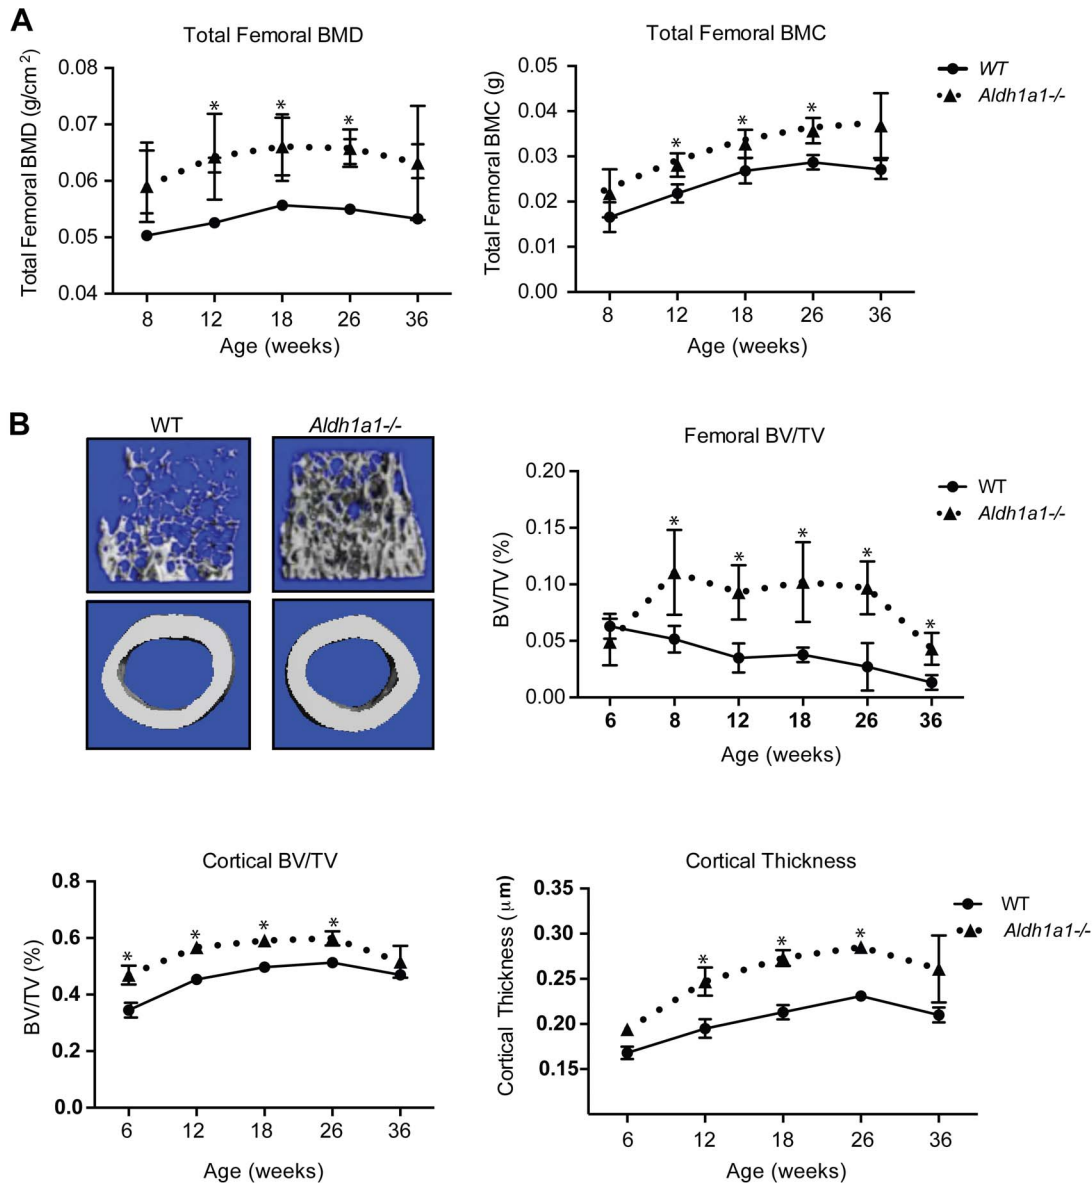 A
Total Femoral BMD
Total Femoral BMD (g/cm2)
0.08
0.07
0.06
0.05
0.04
* * *
8 12 18 26 36
Age (weeks)
Total Femoral BMC
Total Femoral BMC (g)
0.05
0.04
0.03
0.02
0.01
0.00
* * *
8 12 18 26 36
Age (weeks)
WT
Aldh1a1-/-
B
WT
Aldh1a1-/-
Femoral BV/TV
BV/TV (%)
0.20
0.15
0.10
0.05
0.00
* * * * *
6 8 12 18 26 36
Age (weeks)
WT
Aldh1a1-/-
Cortical BV/TV
BV/TV (%)
0.8
0.6
0.4
0.2
0.0
* * * *
6 12 18 26 36
Age (weeks)
Cortical Thickness
Cortical Thickness (μm)
0.35
0.30
0.25
0.20
0.15
* * *
6 12 18 26 36
Age (weeks)
WT
Aldh1a1-/-